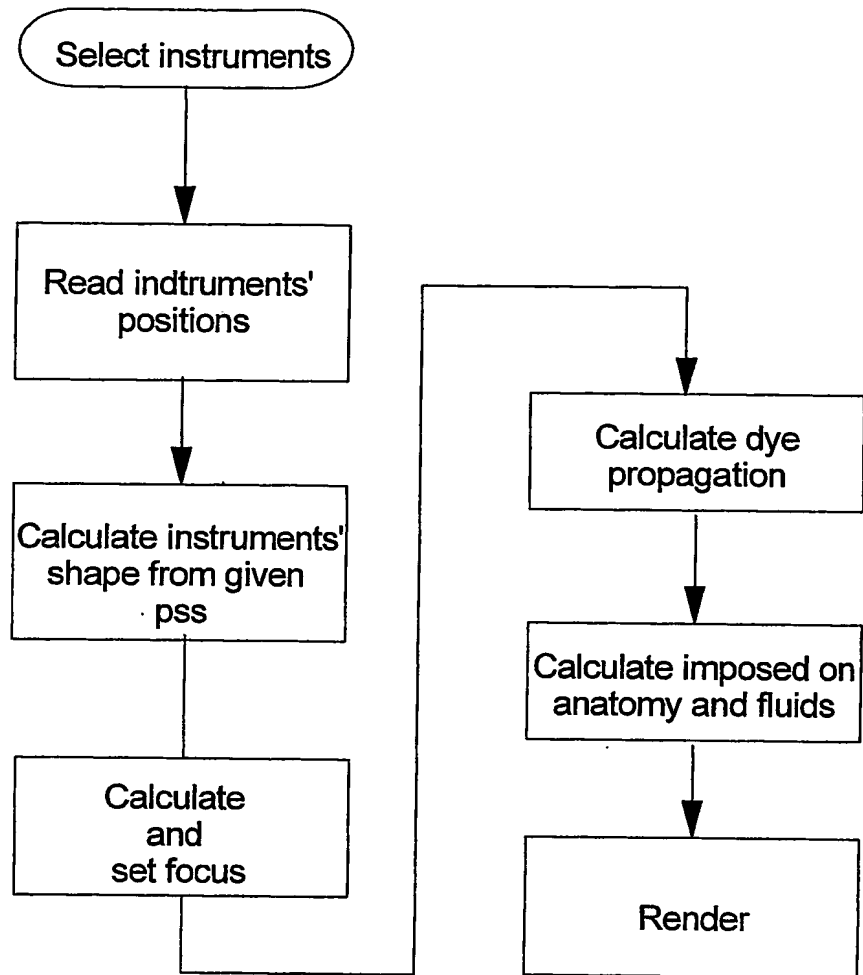 Select instruments
Read indtruments'
positions
Calculate instruments'
shape from given
pss
Calculate
and
set focus
Calculate dye
propagation
Calculate imposed on
anatomy and fluids
Render